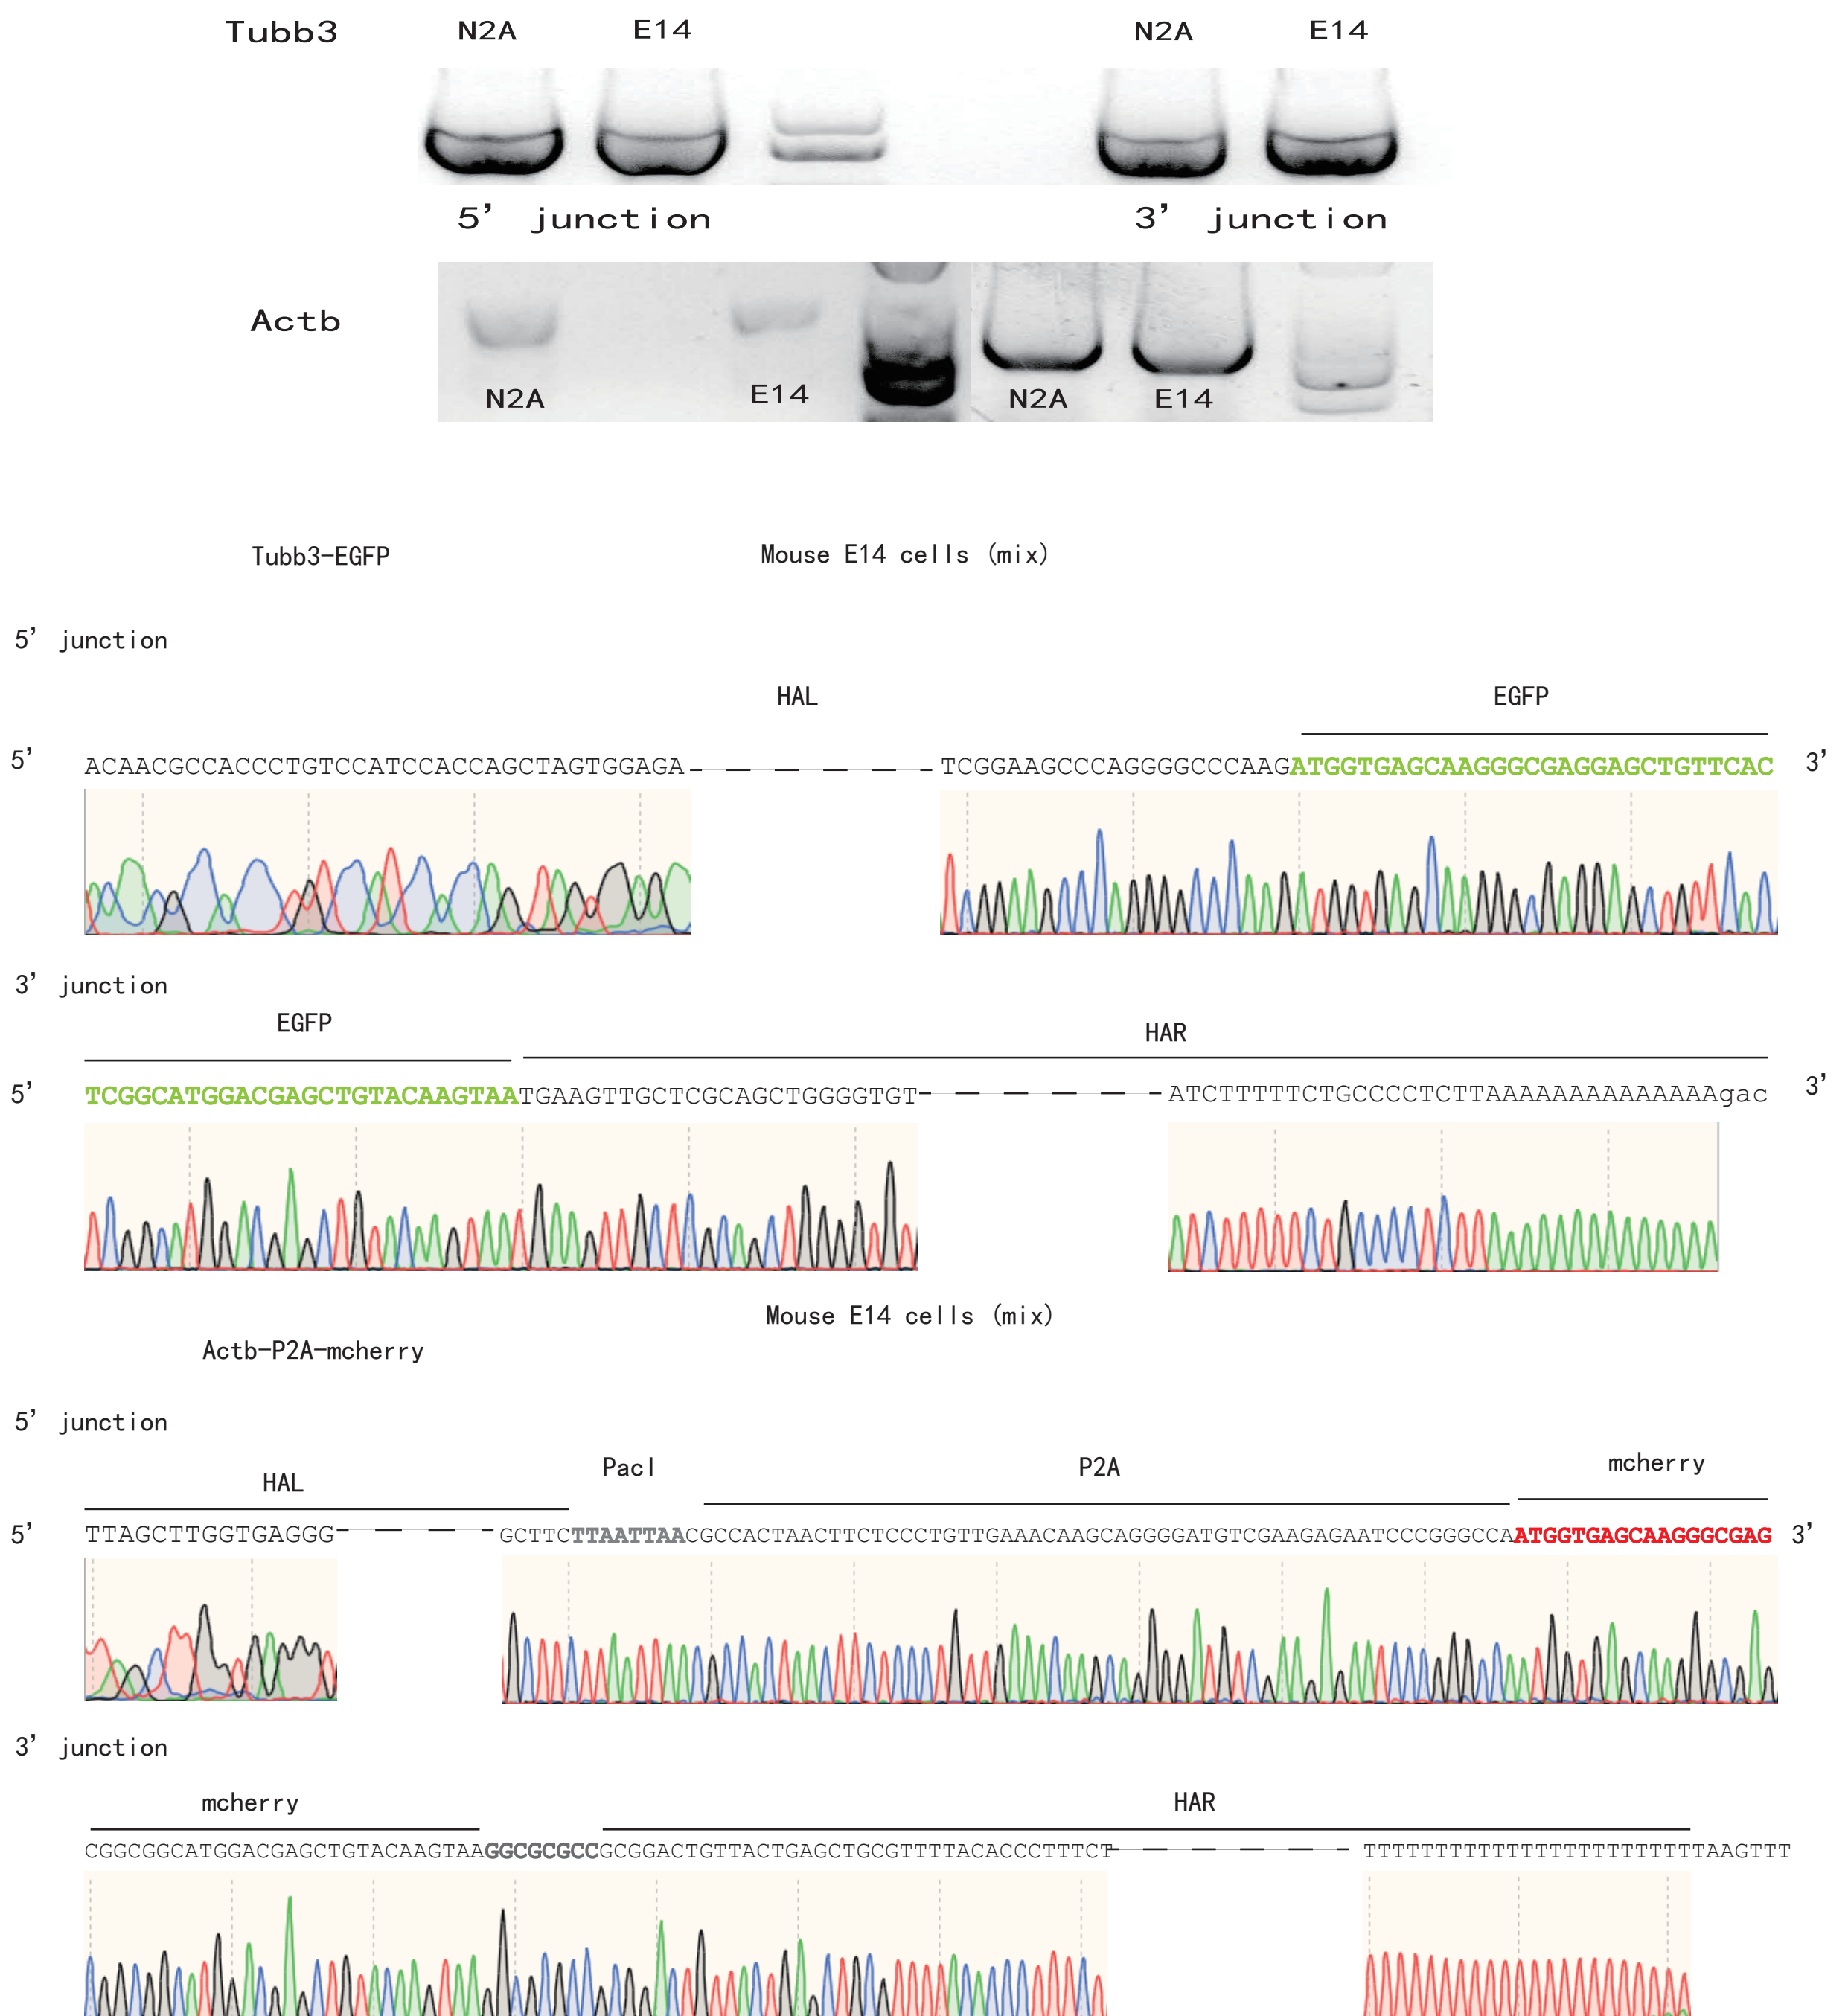 Tubb3 N2A E14 N2A E14
5’ junction 3’ junction
Actb
N2A E14 N2A E14
Tubb3-EGFP Mouse E14 cells (mix)
5’ junction
HAL EGFP
5’ ACAACGCCACCCTGTCCATCCACCAGCTAGTGGAGA- — — — — -TCGGAAGCCCAGGGGCCCAAGATGGTGAGCAAGGGCGAGGAGCTGTTCAC 3’
3’ junction
EGFP HAR
5’ TCGGCATGGACGAGCTGTACAAGTAATGAAGTTGCTCGCAGCTGGGGTGT- — — — — -ATCTTTTTCTGCCCCTCTTAAAAAAAAAAAAAAAgac 3’
Mouse E14 cells (mix)
Actb-P2A-mcherry
5’ junction
HAL PacI P2A mcherry
5’ TTAGCTTGGTGAGGG- — — -GCTTCTTAATTAACGCCACTAACTTCTCCCTGTTGAAACAAGCAGGGGATGTCGAAGAGAATCCCGGGCCAATGGTGAGCAAGGGCGAG 3’
3’ junction
mcherry HAR
CGGCGGCATGGACGAGCTGTACAAGTAAGGCGCGCCGCGGACTGTTACTGAGCTGCGTTTTACACCCTTTCT- — — — — -TTTTTTTTTTTTTTTTTTTTTTTTAAGTTT